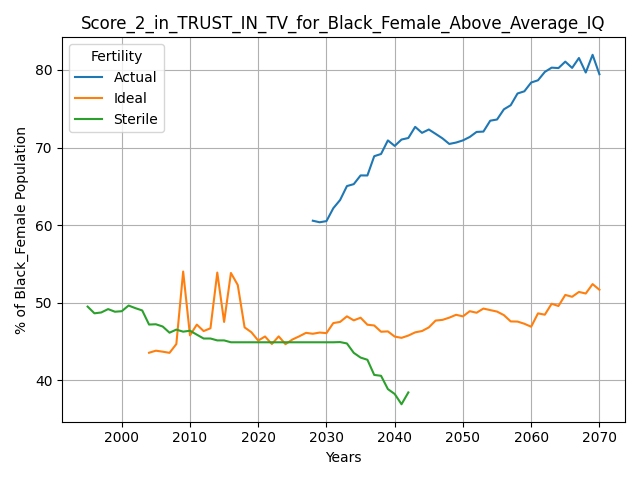 Score_2_in_TRUST_IN_TV_for_Black_Female_Above_Average_IQ
Fertility
Actual
Ideal
Sterile
% of Black_Female Population
80
70
60
50
40
2000 2010 2020 2030 2040 2050 2060 2070
Years